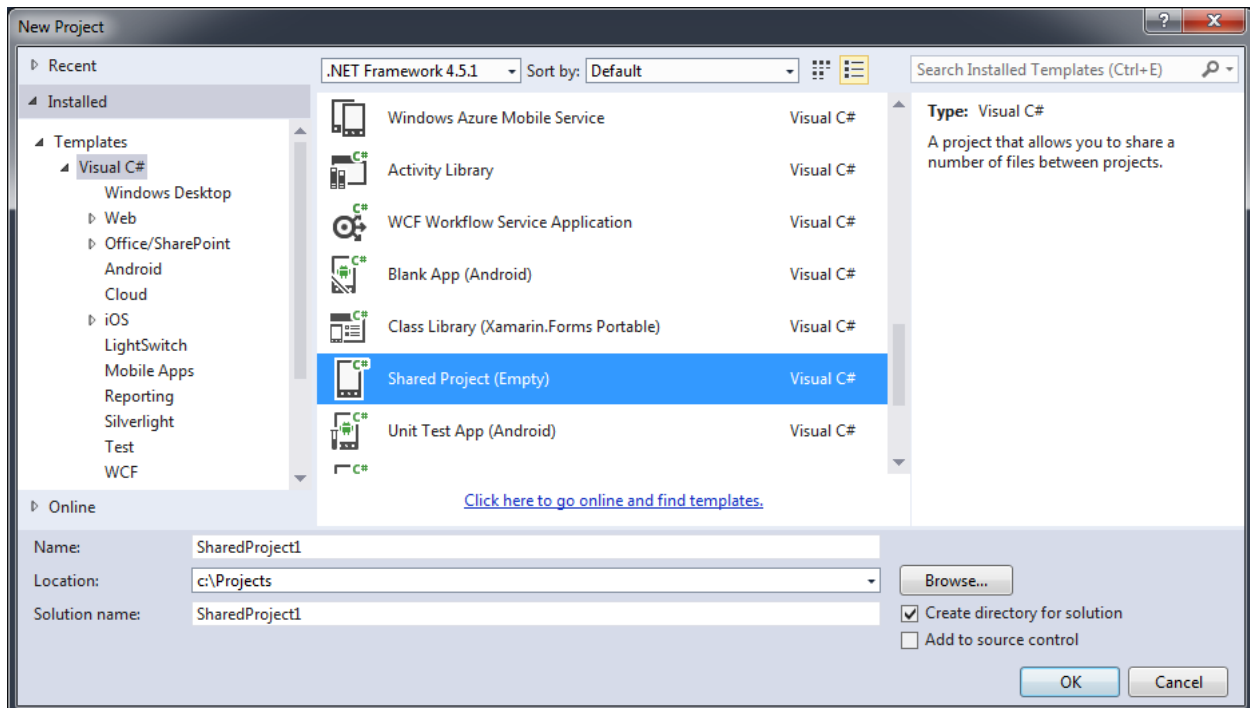 New Project
?
Recent
Installed
Templates
Visual C#
Windows Desktop
Web
Office/SharePoint
Android
Cloud
iOS
LightSwitch
Mobile Apps
Reporting
Silverlight
Test
WCF
Online
.NET Framework 4.5.1 Sort by: Default
Windows Azure Mobile Service Visual C#
C#
Activity Library Visual C#
C#
WCF Workflow Service Application Visual C#
C#
Blank App (Android) Visual C#
C#
Class Library (Xamarin.Forms Portable) Visual C#
C#
Shared Project (Empty) Visual C#
C#
Unit Test App (Android) Visual C#
C#
Click here to go online and find templates.
Search Installed Templates (Ctrl+E)
Type: Visual C#
A project that allows you to share a
number of files between projects.
Name: SharedProject1
Location: c:\Projects Browse...
Solution name: SharedProject1 Create directory for solution
Add to source control
OK Cancel